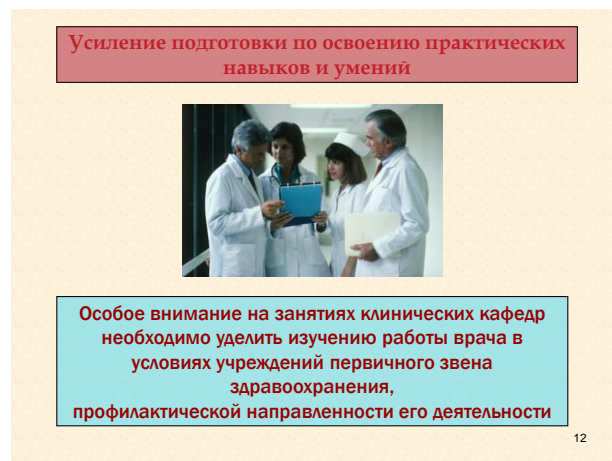 Усиление подготовки по освоению практических
навыков и умений
Особое внимание на занятиях клинических кафедр
необходимо уделить изучению работы врача в
условиях учреждений первичного звена
здравоохранения,
профилактической направленности его деятельности
12